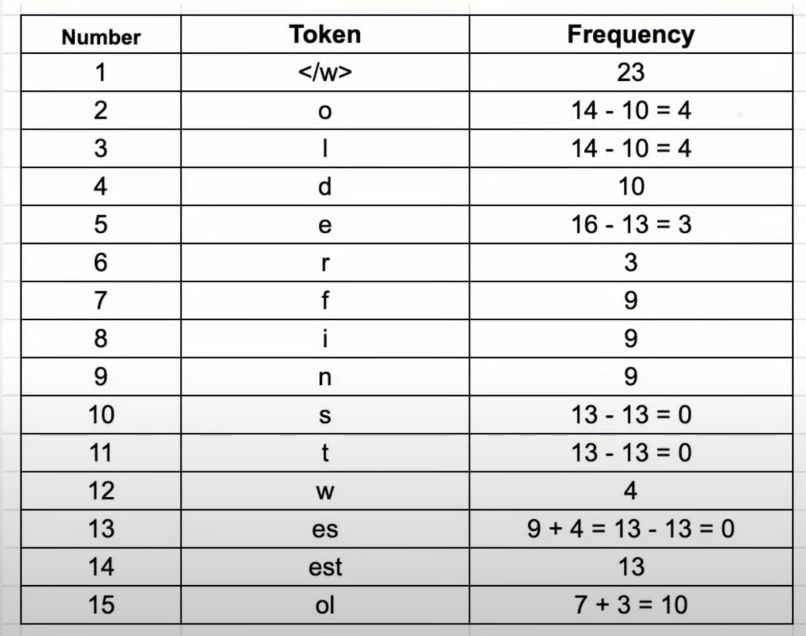 Number Token Frequency
1 </w> 23
2 o 14 - 10 = 4
3 l 14 - 10 = 4
4 d 10
5 e 16 - 13 = 3
6 r 3
7 f 9
8 i 9
9 n 9
10 s 13 - 13 = 0
11 t 13 - 13 = 0
12 w 4
13 es 9 + 4 = 13 - 13 = 0
14 est 13
15 ol 7 + 3 = 10